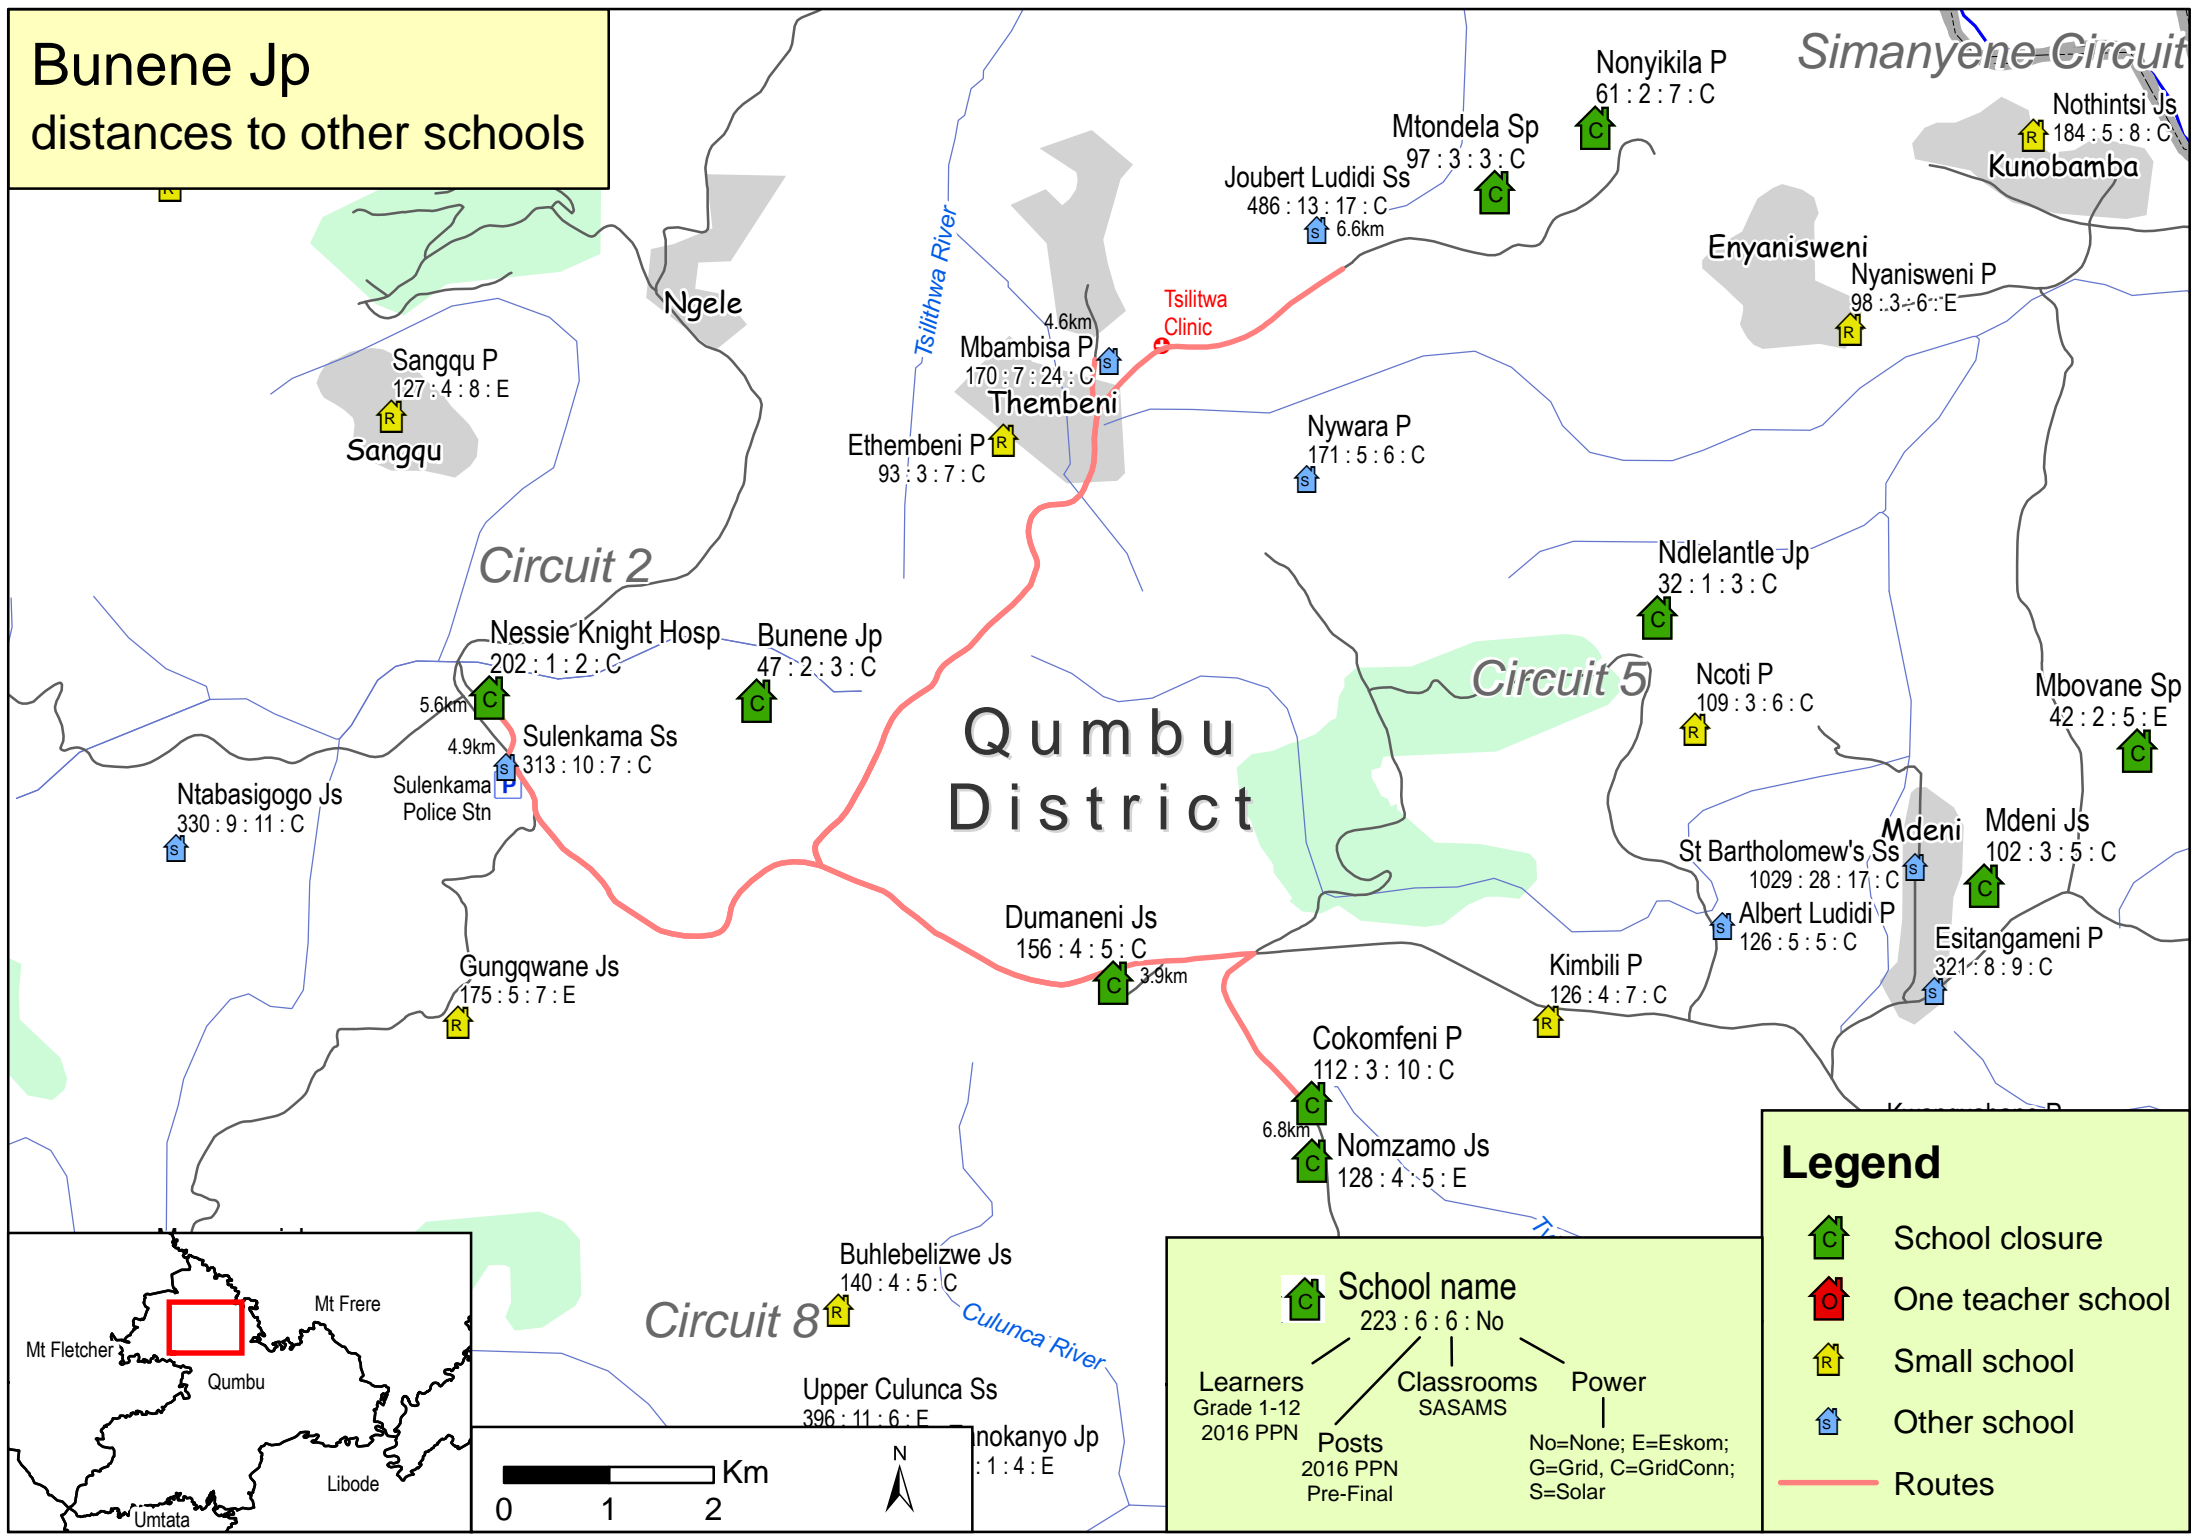 Bunene Jp
distances to other schools
Simanyene Circuit
Nonyikila P
61 : 2 : 7 : C
C
Nothintsi Js
184 : 5 : 8 : C
R
Kunobamba
Mtondela Sp
97 : 3 : 3 : C
C
Joubert Ludidi Ss
486 : 13 : 17 : C
S
6.6km
R
Tsilithwa River
Enyanisweni
Nyanisweni P
98 : 3 : 6 : E
R
Ngele
Tsilitwa
Clinic
4.6km
Mbambisa P
170 : 7 : 24 : C
S
Thembeni
Sangqu P
127 : 4 : 8 : E
R
Sangqu
Ethembeni P
93 : 3 : 7 : C
R
Nywara P
171 : 5 : 6 : C
S
Circuit 2
Ndlelantle Jp
32 : 1 : 3 : C
C
Nessie Knight Hosp
202 : 1 : 2 : C
C
5.6km
Bunene Jp
47 : 2 : 3 : C
C
Circuit 5
Ncoti P
109 : 3 : 6 : C
R
Mbovane Sp
42 : 2 : 5 : E
C
Qumbu
District
Sulenkama Ss
313 : 10 : 7 : C
4.9km
S
P
Sulenkama
Police Stn
Ntabasigogo Js
330 : 9 : 11 : C
S
Mdeni
Mdeni Js
102 : 3 : 5 : C
C
St Bartholomew's Ss
1029 : 28 : 17 : C
S
Albert Ludidi P
126 : 5 : 5 : C
S
Dumaneni Js
156 : 4 : 5 : C
C
3.9km
Esitangameni P
321 : 8 : 9 : C
S
Gungqwane Js
175 : 5 : 7 : E
R
Kimbili P
126 : 4 : 7 : C
R
Cokomfeni P
112 : 3 : 10 : C
C
6.8km
Nomzamo Js
128 : 4 : 5 : E
C
Buhlebelizwe Js
140 : 4 : 5 : C
R
Circuit 8
Culunca River
Upper Culunca Ss
396 : 11 : 6 : E
nokanyo Jp
: 1 : 4 : E
Mt Frere
Mt Fletcher
Qumbu
Libode
Umtata
Km
0 1 2
N
C
School name
223 : 6 : 6 : No
Learners
Grade 1-12
2016 PPN
Posts
2016 PPN
Pre-Final
Classrooms
SASAMS
Power
No=None; E=Eskom;
G=Grid, C=GridConn;
S=Solar
Legend
C School closure
O One teacher school
R Small school
S Other school
Routes